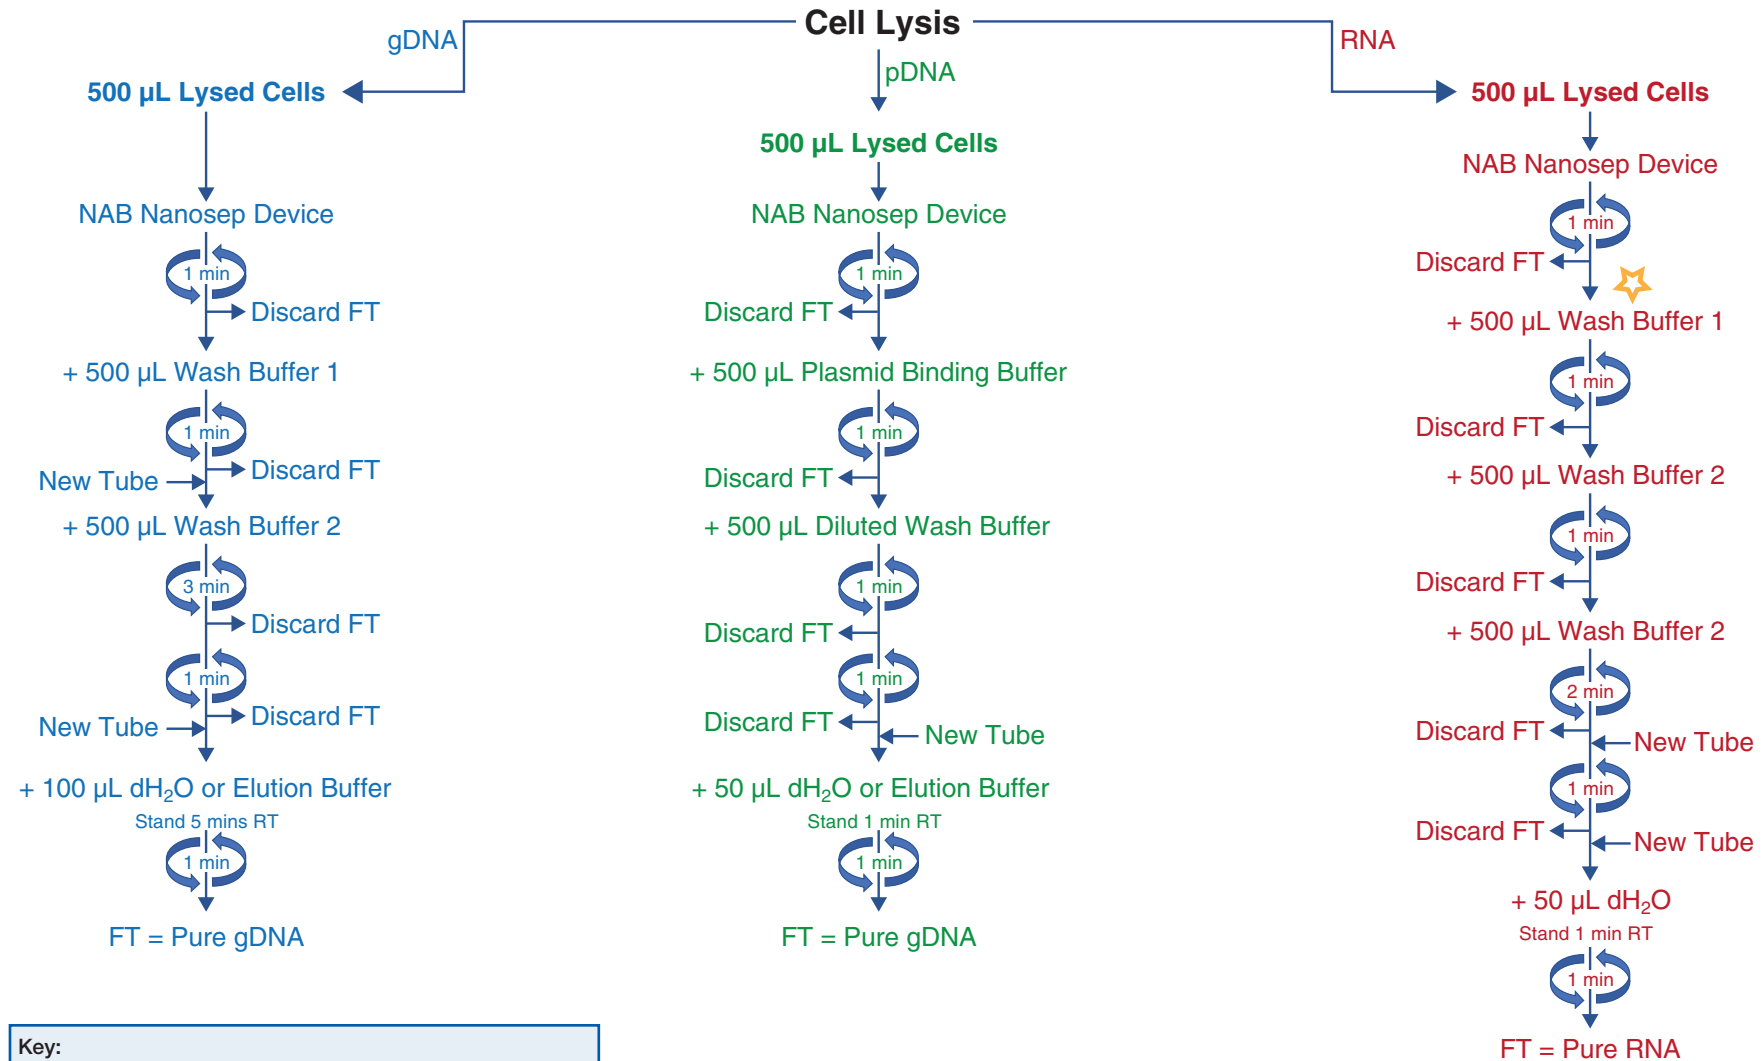 Cell Lysis
gDNA
500 µL Lysed Cells
NAB Nanosep Device
1 min
Discard FT
+ 500 µL Wash Buffer 1
1 min
Discard FT
New Tube
+ 500 µL Wash Buffer 2
3 min
Discard FT
1 min
Discard FT
New Tube
+ 100 µL dH₂O or Elution Buffer
Stand 5 mins RT
1 min
FT = Pure gDNA
pDNA
500 µL Lysed Cells
NAB Nanosep Device
1 min
Discard FT
+ 500 µL Plasmid Binding Buffer
1 min
Discard FT
+ 500 µL Diluted Wash Buffer
1 min
Discard FT
1 min
Discard FT
New Tube
+ 50 µL dH₂O or Elution Buffer
Stand 1 min RT
1 min
FT = Pure gDNA
RNA
500 µL Lysed Cells
NAB Nanosep Device
1 min
Discard FT
+ 500 µL Wash Buffer 1
1 min
Discard FT
+ 500 µL Wash Buffer 2
1 min
Discard FT
+ 500 µL Wash Buffer 2
2 min
Discard FT
New Tube
1 min
Discard FT
New Tube
+ 50 µL dH₂O
Stand 1 min RT
1 min
FT = Pure RNA
Key: